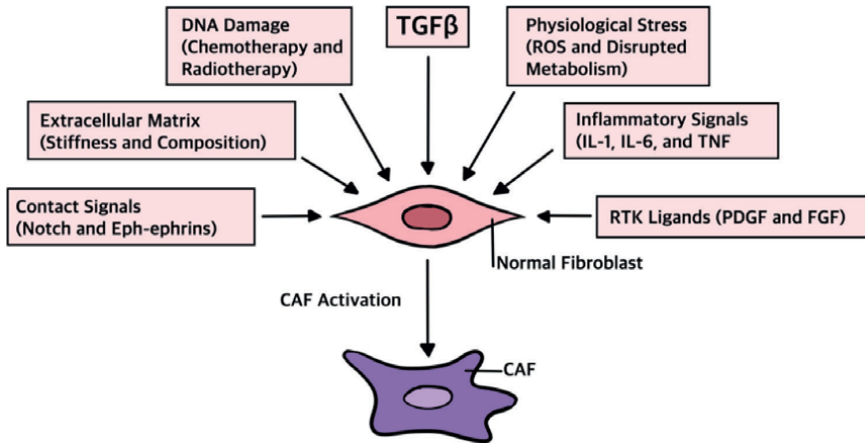 DNA Damage
(Chemotherapy and
Radiotherapy)
TGFβ
Physiological Stress
(ROS and Disrupted
Metabolism)
Extracellular Matrix
(Stiffness and Composition)
Inflammatory Signals
(IL-1, IL-6, and TNF
Contact Signals
(Notch and Eph-ephrins)
RTK Ligands (PDGF and FGF)
Normal Fibroblast
CAF Activation
CAF